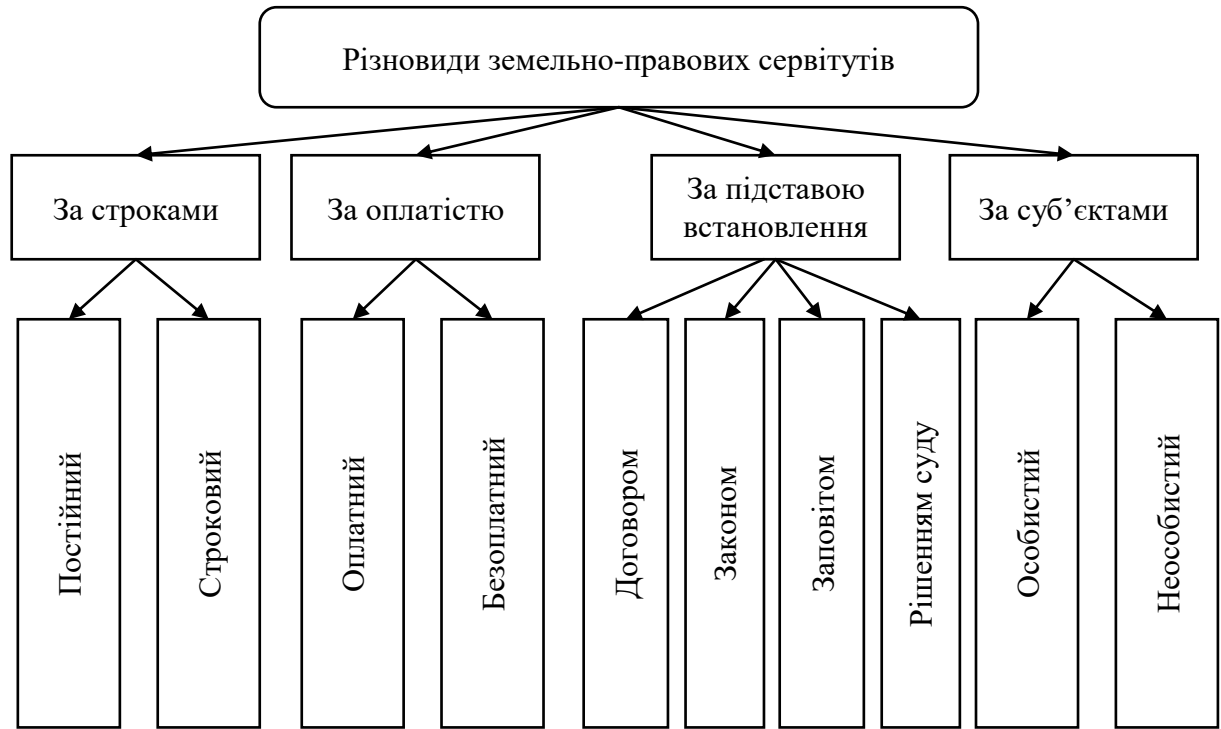 Різновиди земельно-правових сервітутів
За строками
За оплатістю
За підставою
встановлення
За суб’єктами
Постійний
Строковий
Оплатний
Безоплатний
Договором
Законом
Заповітом
Рішенням суду
Особистий
Неособистий